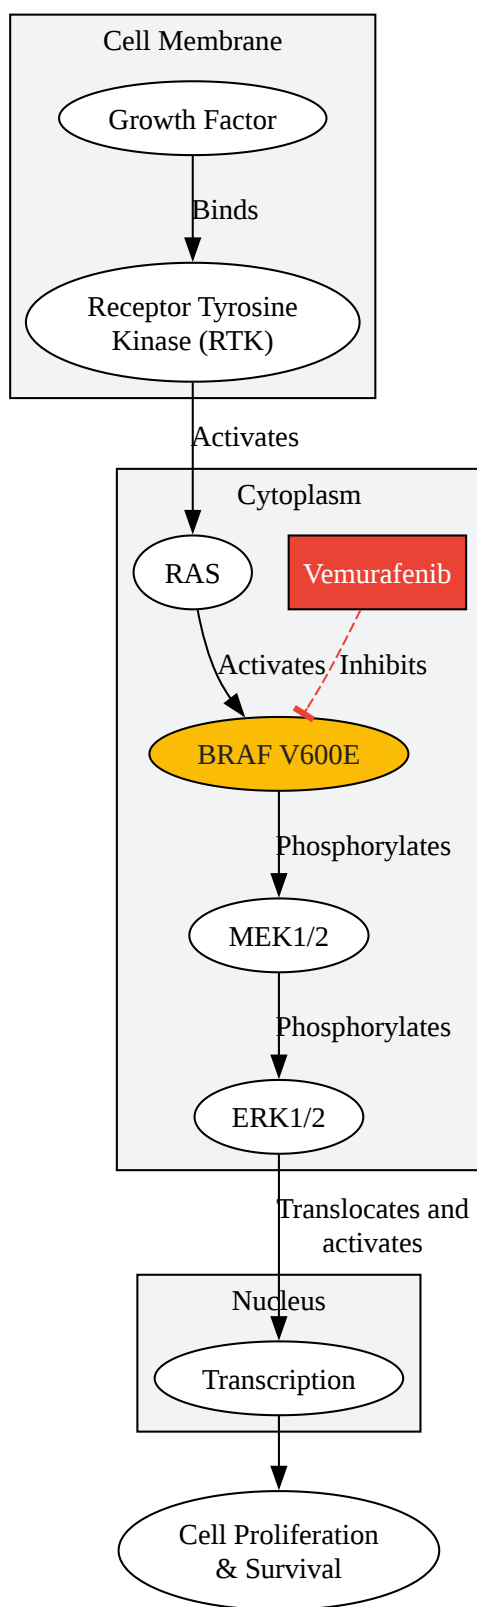 Cell Membrane
Growth Factor
Binds
Receptor Tyrosine
Kinase (RTK)
Activates
Cytoplasm
RAS
Vemurafenib
Activates
Inhibits
BRAF V600E
Phosphorylates
MEK1/2
Phosphorylates
ERK1/2
Translocates and
activates
Nucleus
Transcription
Cell Proliferation
& Survival